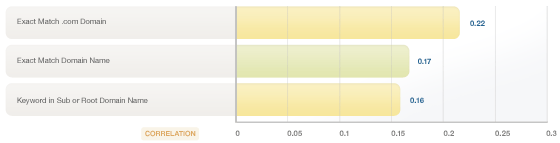 Exact Match .com Domain 0.22
Exact Match Domain Name 0.17
Keyword in Sub or Root Domain Name 0.16
CORRELATION 0 0.05 0.1 0.15 0.2 0.25 0.3